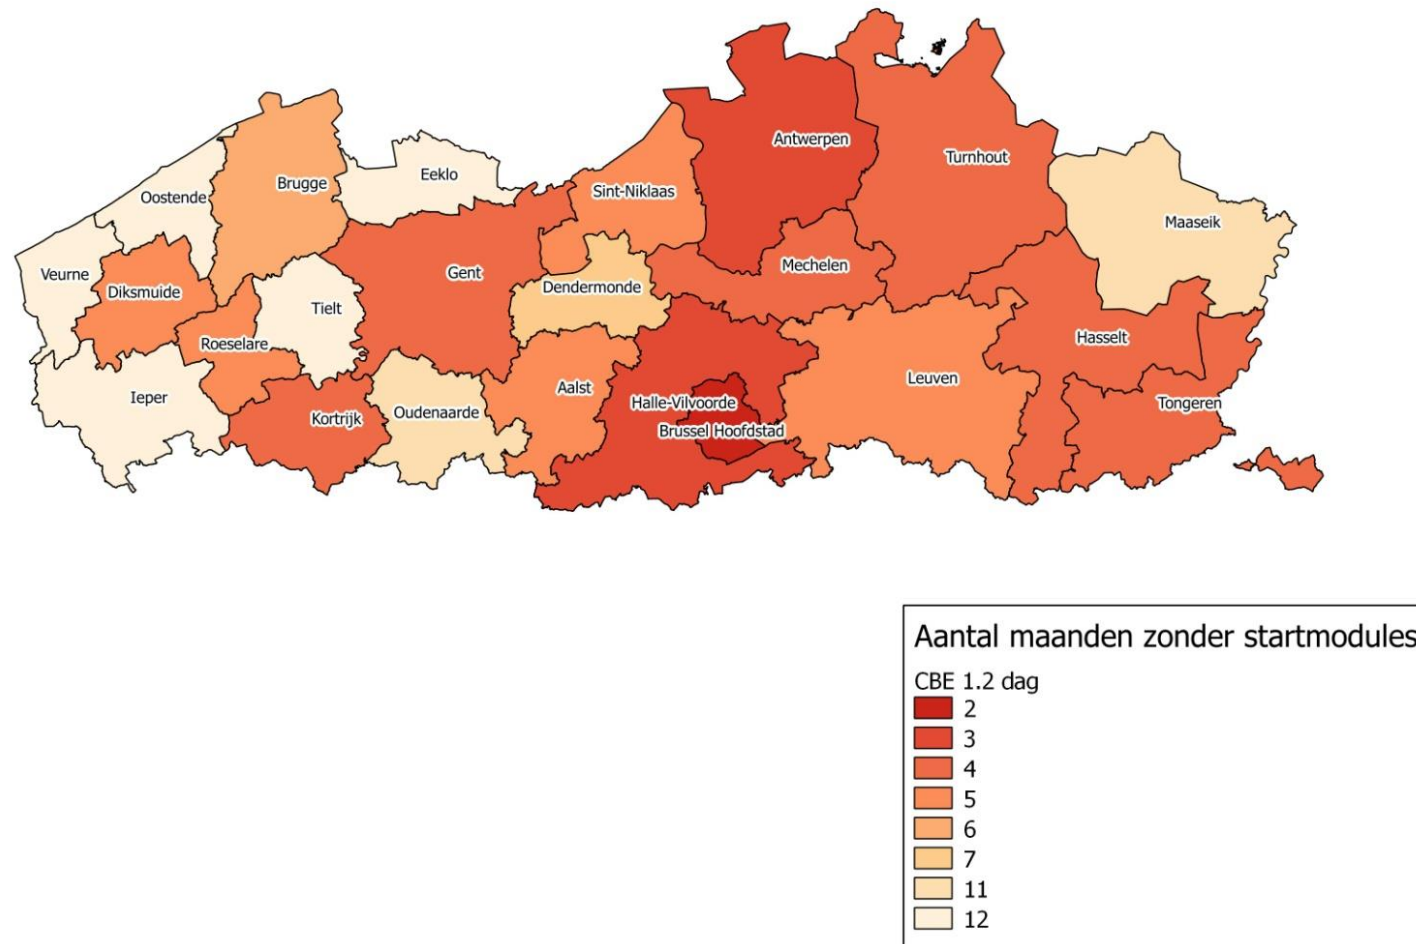 Antwerpen
Turnhout
Eeklo
Brugge
Sint-Niklaas
Oostende
Maaseik
Veurne
Gent
Mechelen
Diksmuide
Dendermonde
Tielt
Roeselare
Hasselt
Leuven
Aalst
Ieper
Halle-Vilvoorde
Tongeren
Oudenaarde
Kortrijk
Brussel Hoofdstad
Aantal maanden zonder startmodules
CBE 1.2 dag
2
3
4
5
6
7
11
12